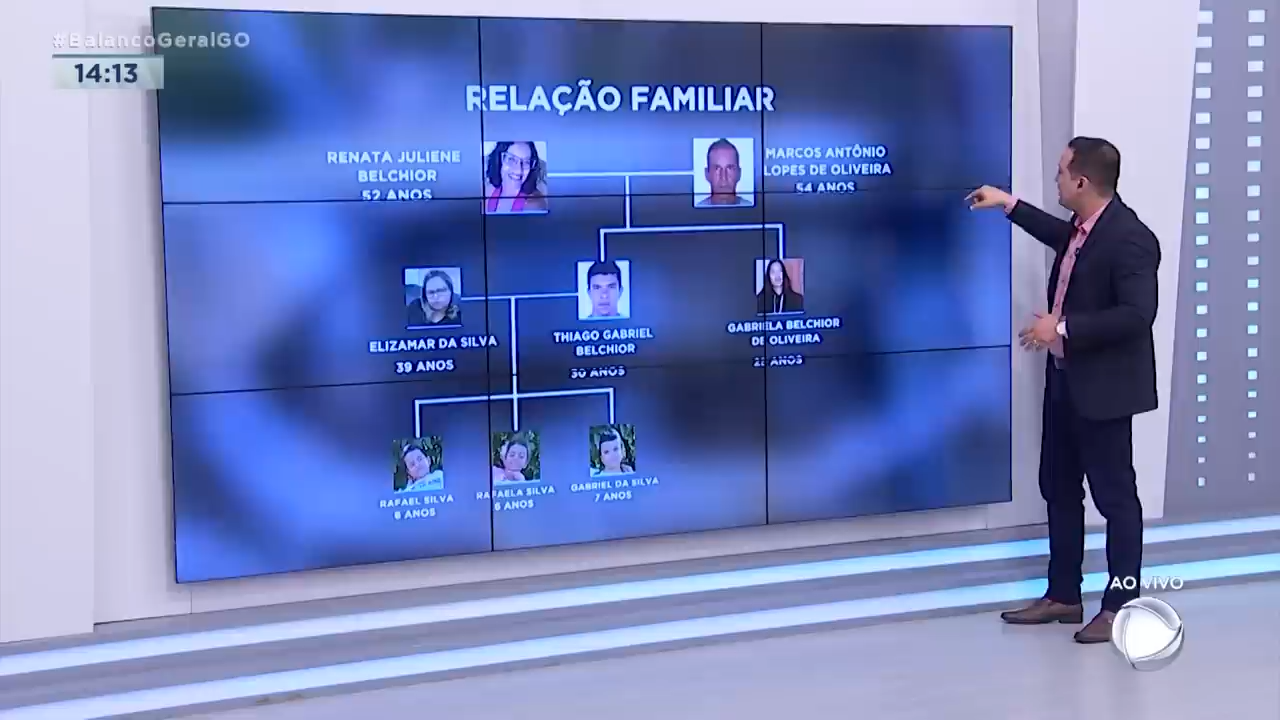 #BalancoGeralGO
14:13
RELAÇÃO FAMILIAR
RENATA JULIENE
BELCHIOR
52 ANOS
MARCOS ANTÔNIO
LOPES DE OLIVEIRA
54 ANOS
ELIZAMAR DA SILVA
39 ANOS
THIAGO GABRIEL
BELCHIOR
30 ANOS
GABRIELA BELCHIOR
DE OLIVEIRA
ANOS
RAFAEL SILVA
6 ANOS
RAFAELA SILVA
6 ANOS
GABRIEL DA SILVA
7 ANOS
AO VIVO